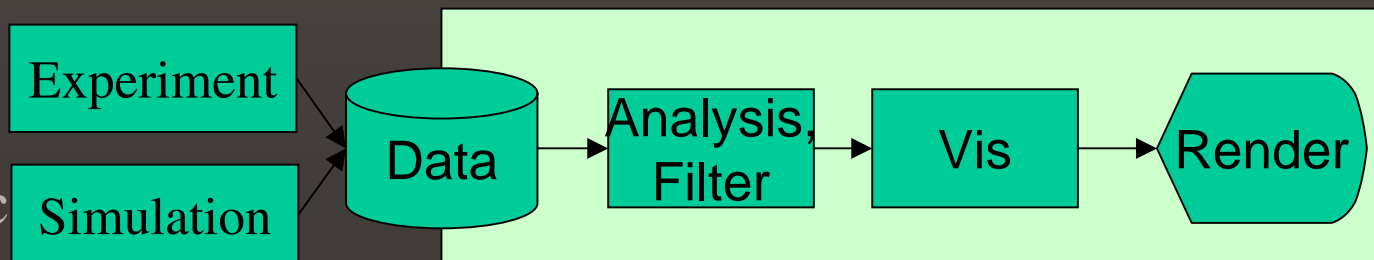 Experiment
Simulation
Data
Analysis,
Filter
Vis
Render